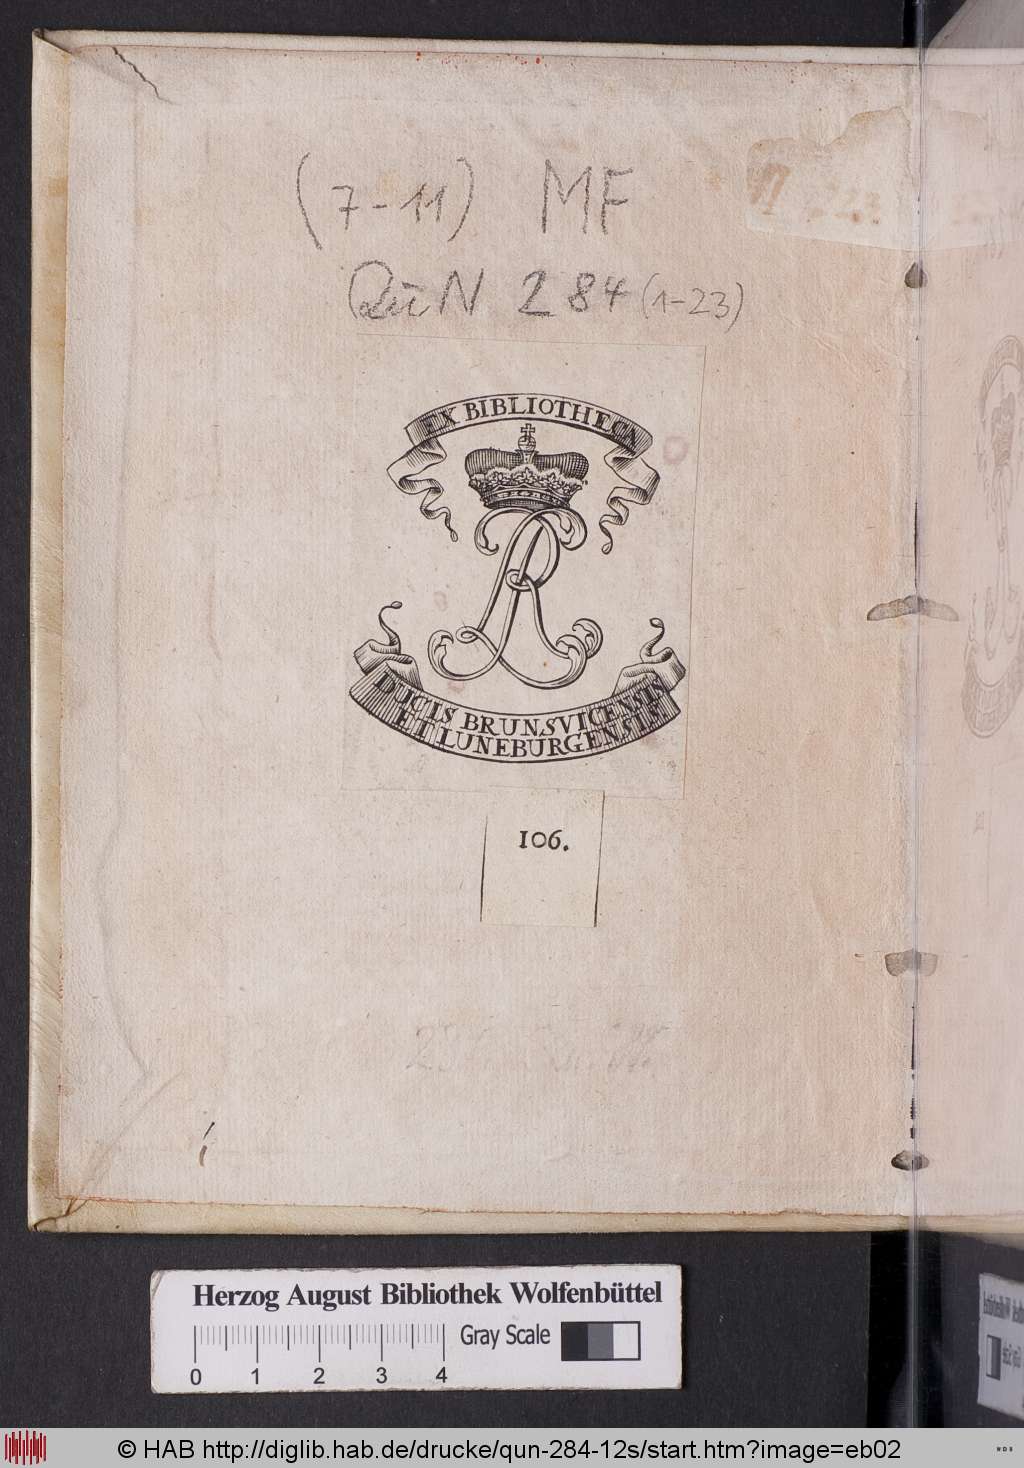 (7-11) MF
QuN 284 (1-23)
EX BIBLIOTHECA
DUCIS BRUNSVICENSIS
ET LUNEBURGENSIS
106.
Herzog August Bibliothek Wolfenbüttel
0 1 2 3 4
Gray Scale
© HAB http://diglib.hab.de/drucke/qun-284-12s/start.htm?image=eb02